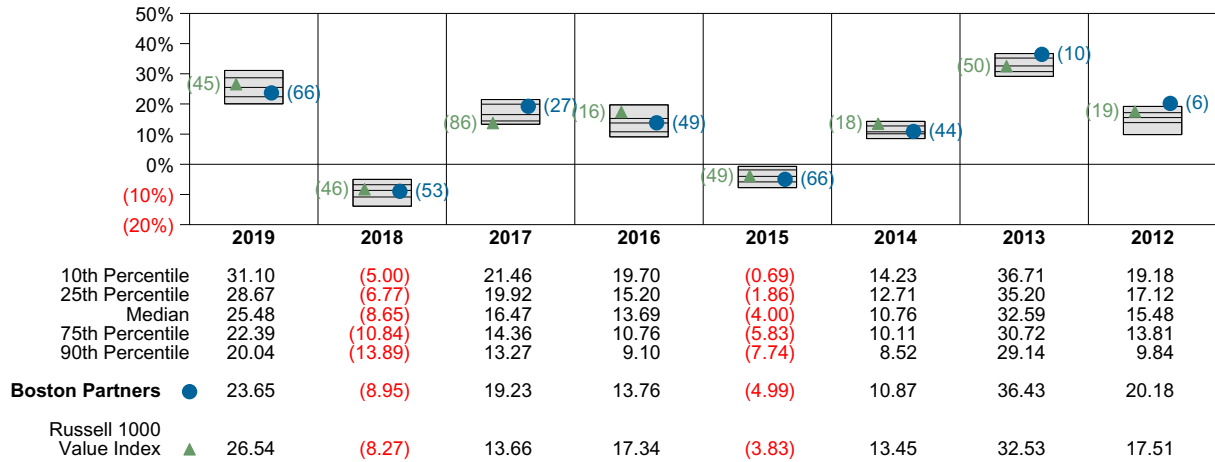 50%
40%
30%
20%
10%
0%
(10%)
(20%)
(45) (66)
(46) (53)
(86) (27)
(16) (49)
(49) (66)
(18) (44)
(50) (10)
(19) (6)
2019 2018 2017 2016 2015 2014 2013 2012
10th Percentile 31.10 (5.00) 21.46 19.70 (0.69) 14.23 36.71 19.18
25th Percentile 28.67 (6.77) 19.92 15.20 (1.86) 12.71 35.20 17.12
Median 25.48 (8.65) 16.47 13.69 (4.00) 10.76 32.59 15.48
75th Percentile 22.39 (10.84) 14.36 10.76 (5.83) 10.11 30.72 13.81
90th Percentile 20.04 (13.89) 13.27 9.10 (7.74) 8.52 29.14 9.84
Boston Partners 23.65 (8.95) 19.23 13.76 (4.99) 10.87 36.43 20.18
Russell 1000
Value Index 26.54 (8.27) 13.66 17.34 (3.83) 13.45 32.53 17.51